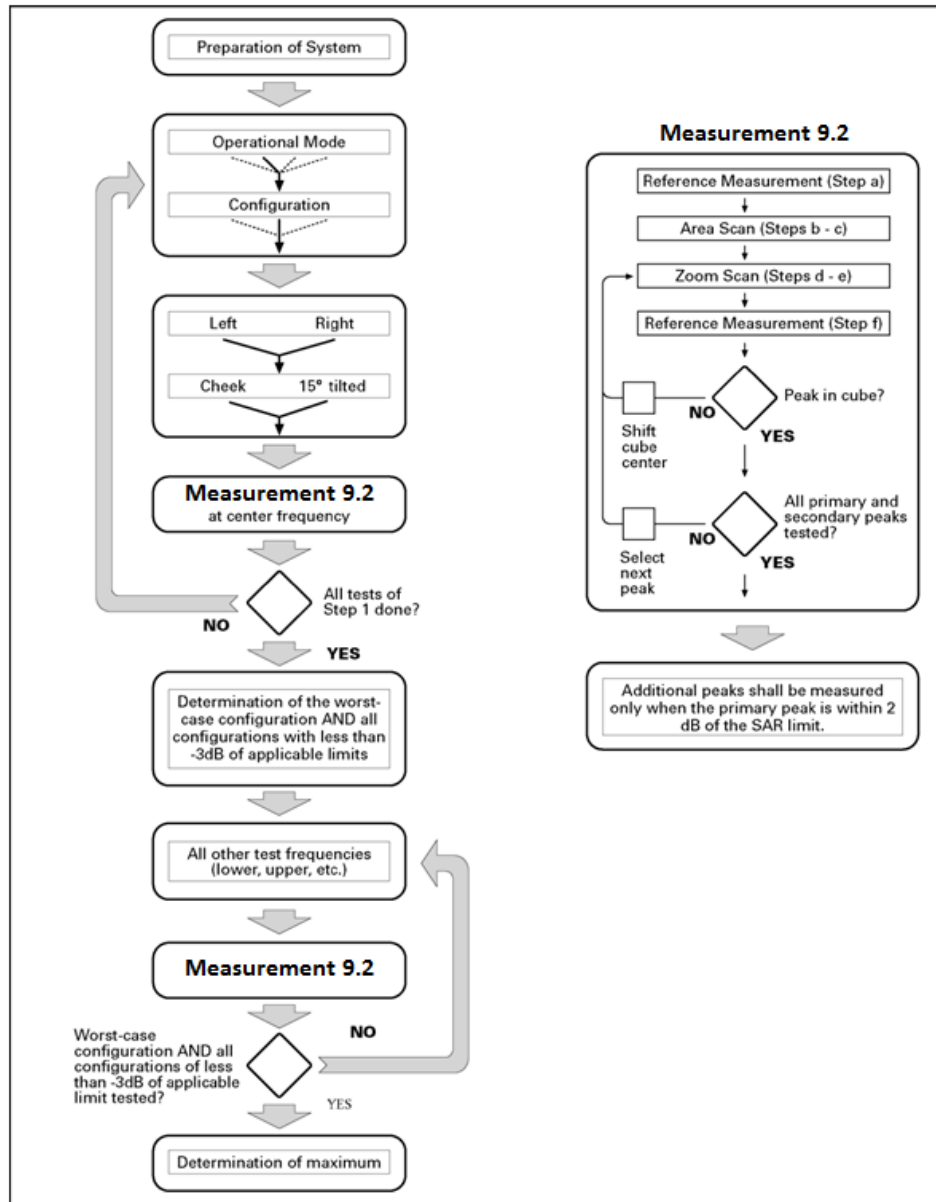 Preparation of System
Operational Mode
Configuration
Left Right
Cheek 15° tilted
Measurement 9.2
at center frequency
All tests of
Step 1 done?
NO
YES
Determination of the worst-
case configuration AND all
configurations with less than
-3dB of applicable limits
All other test frequencies
(lower, upper, etc.)
Measurement 9.2
NO
Worst-case
configuration AND all
configurations of less
than -3dB of applicable
limit tested?
YES
Determination of maximum
Measurement 9.2
Reference Measurement (Step a)
Area Scan (Steps b - c)
Zoom Scan (Steps d - e)
Reference Measurement (Step f)
Peak in cube?
NO
YES
Shift
cube
center
All primary and
secondary peaks
tested?
NO
YES
Select
next
peak
Additional peaks shall be measured
only when the primary peak is within 2
dB of the SAR limit.